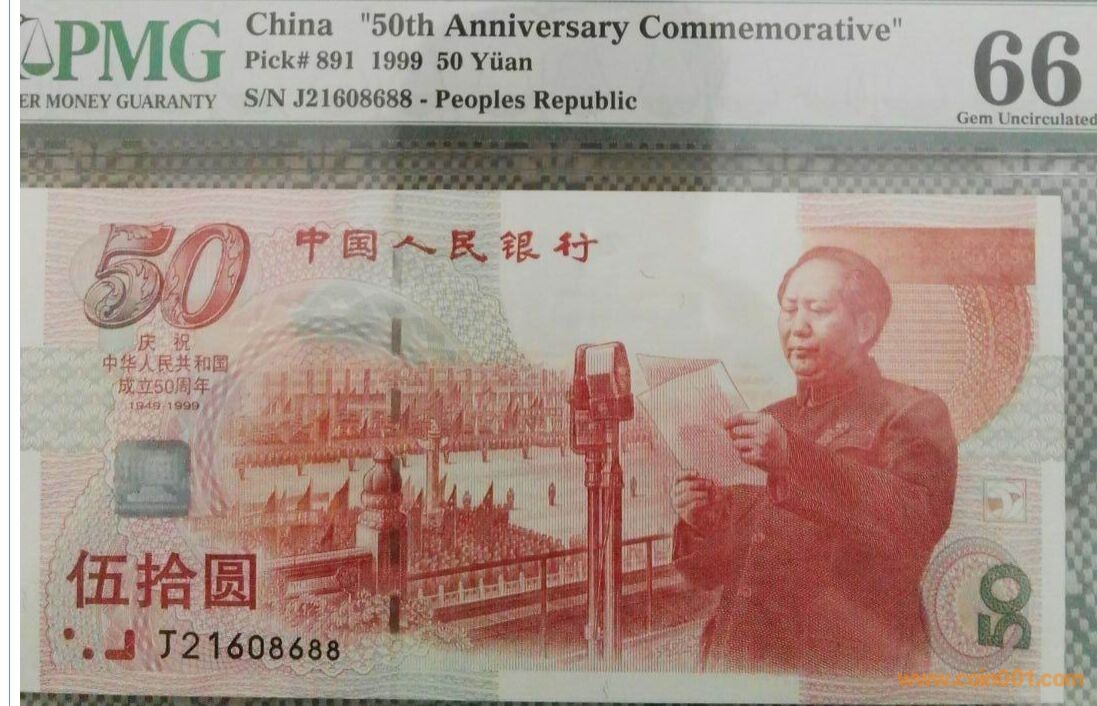 PMG
ER MONEY GUARANTY
China "50th Anniversary Commemorative"
Pick# 891 1999 50 Yüan
S/N J21608688 - Peoples Republic
66
Gem Uncirculated
50
中国人民银行
庆祝
中华人民共和国
成立50周年
1949-1999
伍拾圆
J21608688
50
www.coin001.com